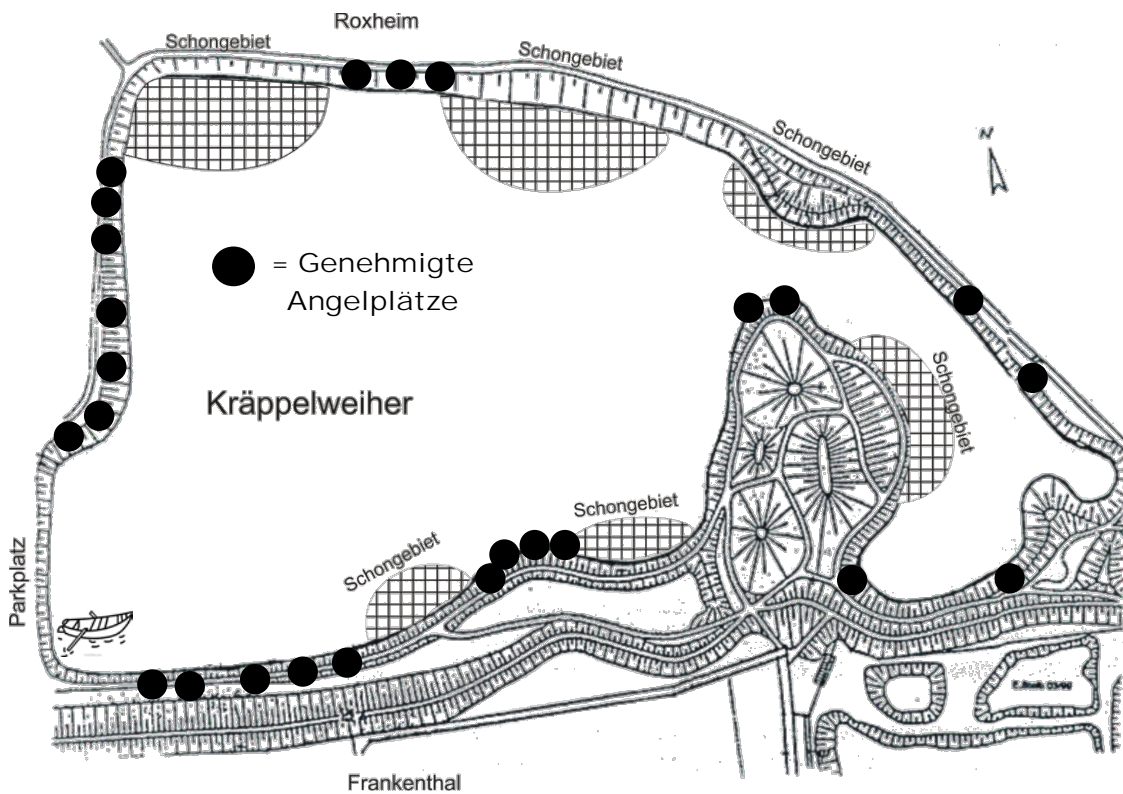 Roxheim
Schongebiet
Schongebiet
Schongebiet
N
= Genehmigte
Angelplätze
Kräppelweiher
Schongebiet
Schongebiet
Schongebiet
Parkplatz
Frankenthal